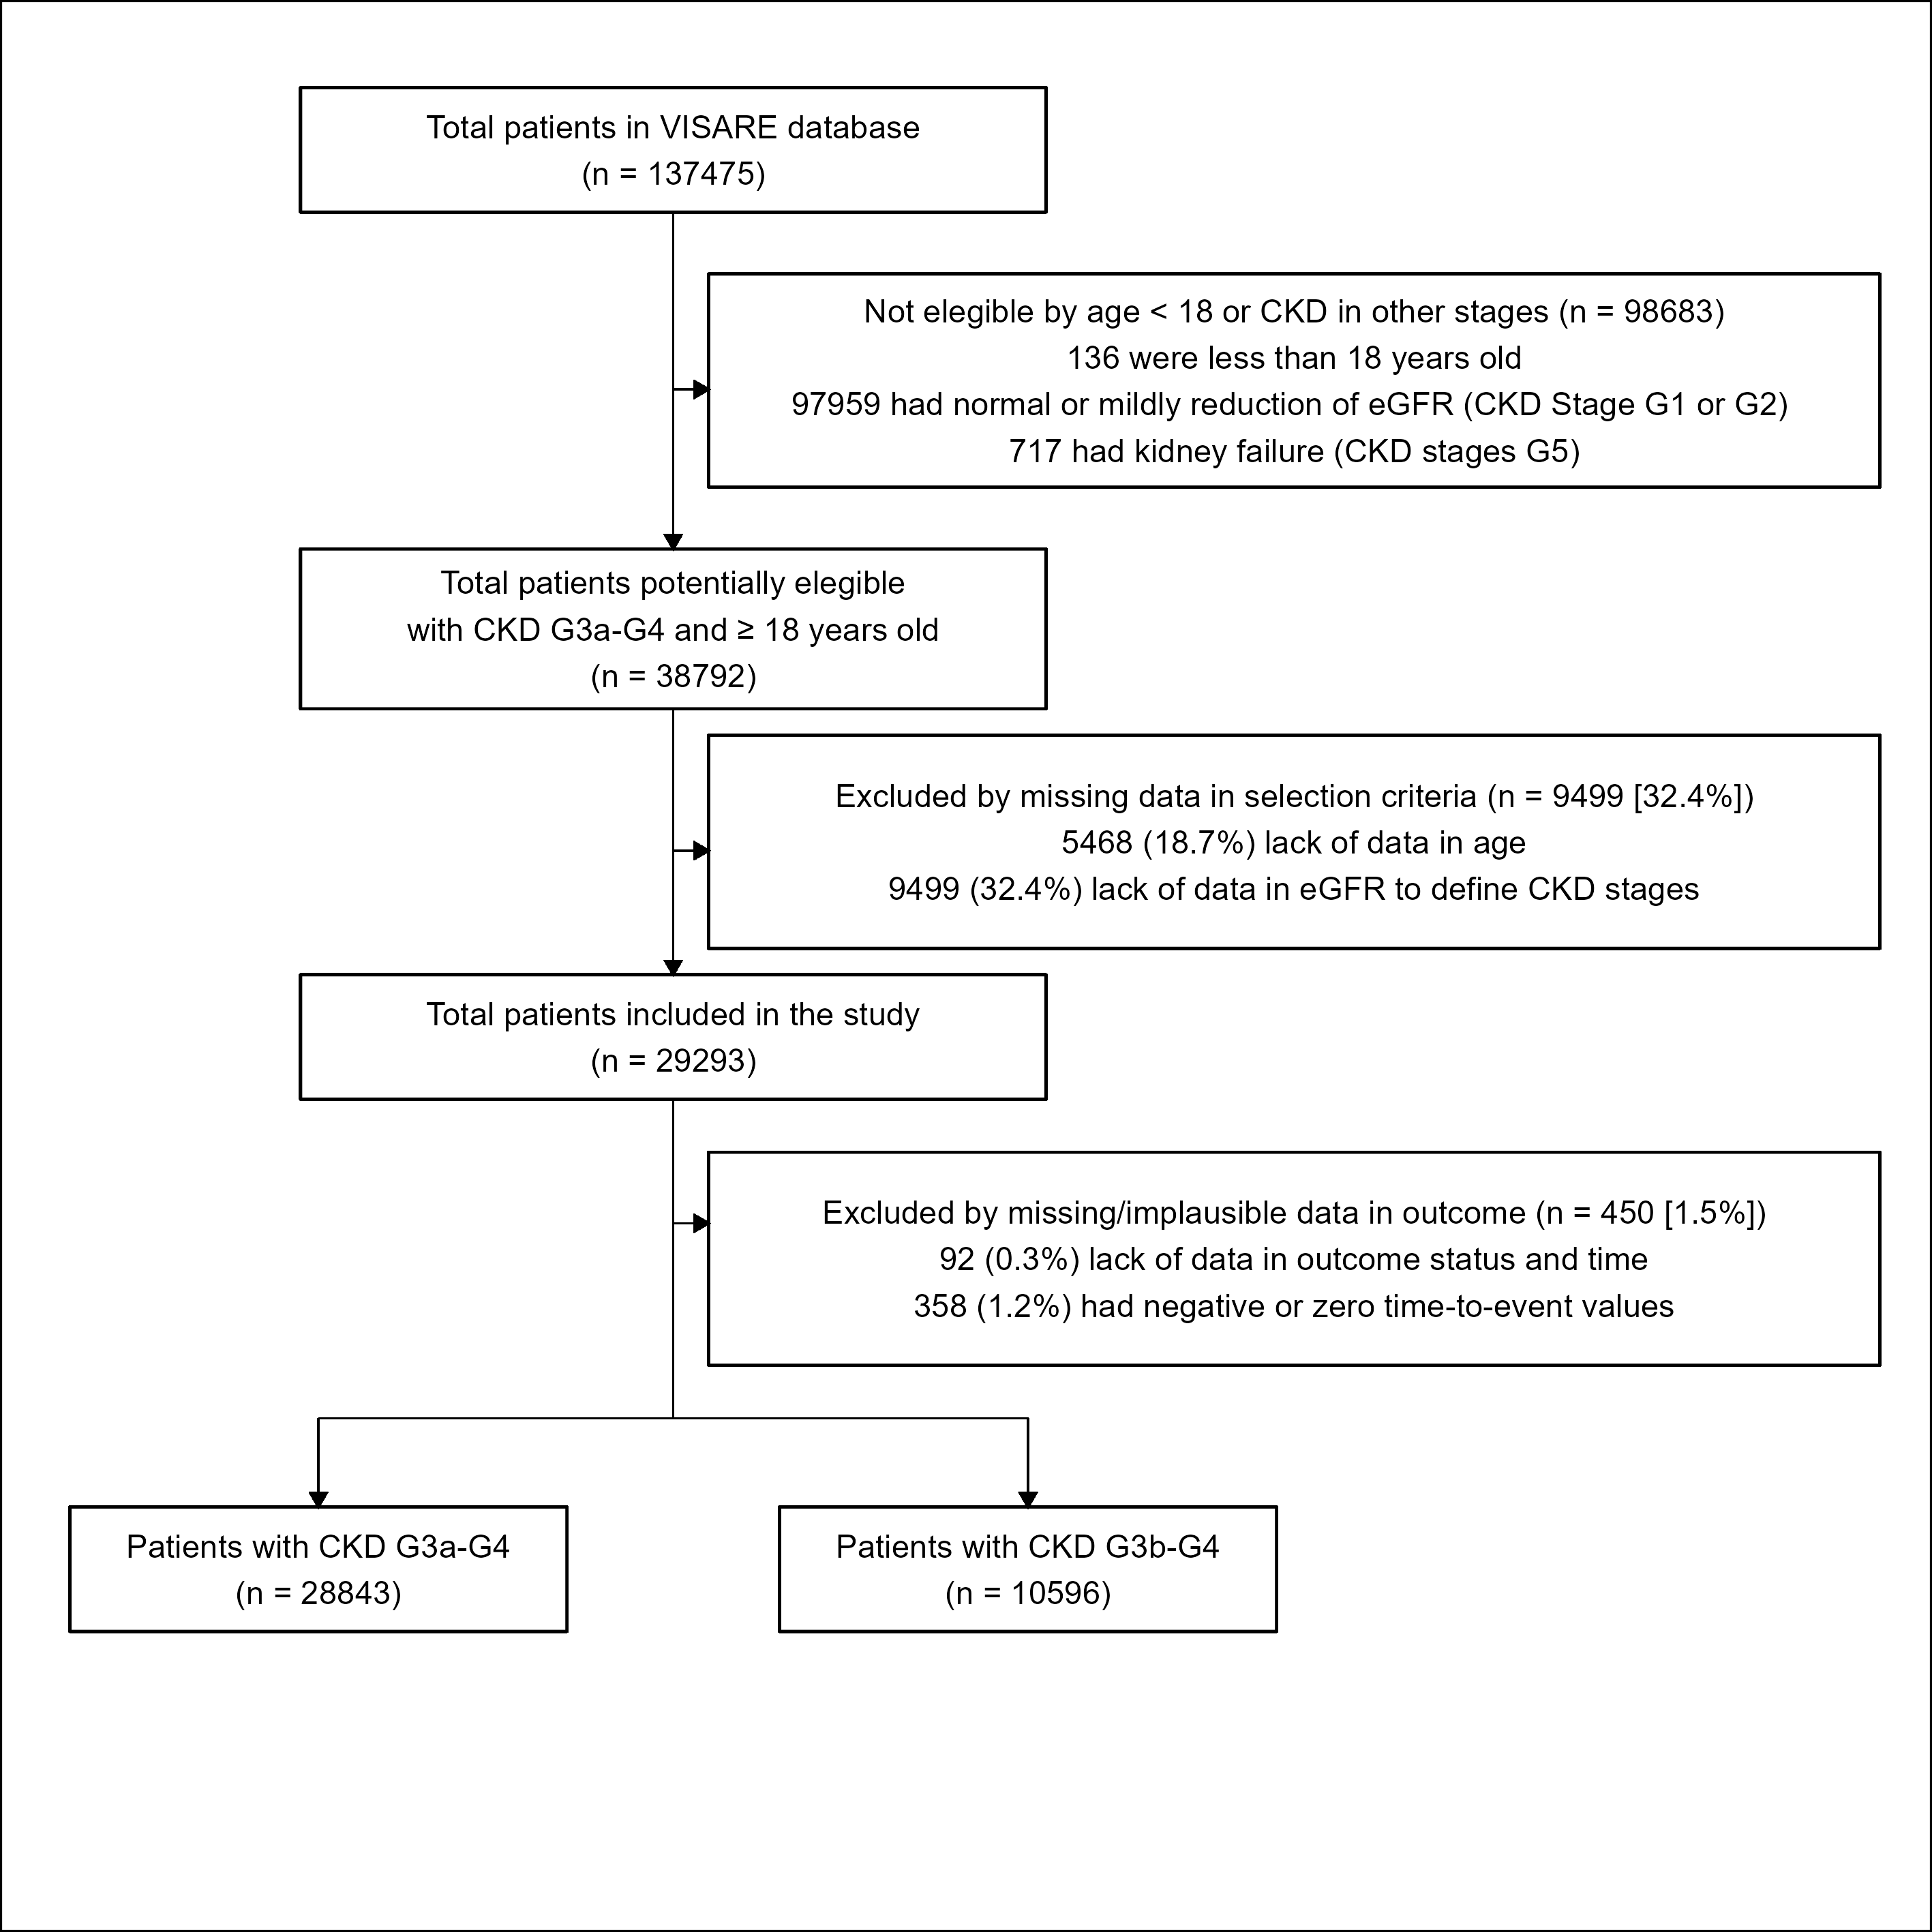 Total patients in VISARE database
(n = 137475)
Not elegible by age < 18 or CKD in other stages (n = 98683)
136 were less than 18 years old
97959 had normal or mildly reduction of eGFR (CKD Stage G1 or G2)
717 had kidney failure (CKD stages G5)
Total patients potentially elegible
with CKD G3a-G4 and ≥ 18 years old
(n = 38792)
Excluded by missing data in selection criteria (n = 9499 [32.4%])
5468 (18.7%) lack of data in age
9499 (32.4%) lack of data in eGFR to define CKD stages
Total patients included in the study
(n = 29293)
Excluded by missing/implausible data in outcome (n = 450 [1.5%])
92 (0.3%) lack of data in outcome status and time
358 (1.2%) had negative or zero time-to-event values
Patients with CKD G3a-G4
(n = 28843)
Patients with CKD G3b-G4
(n = 10596)